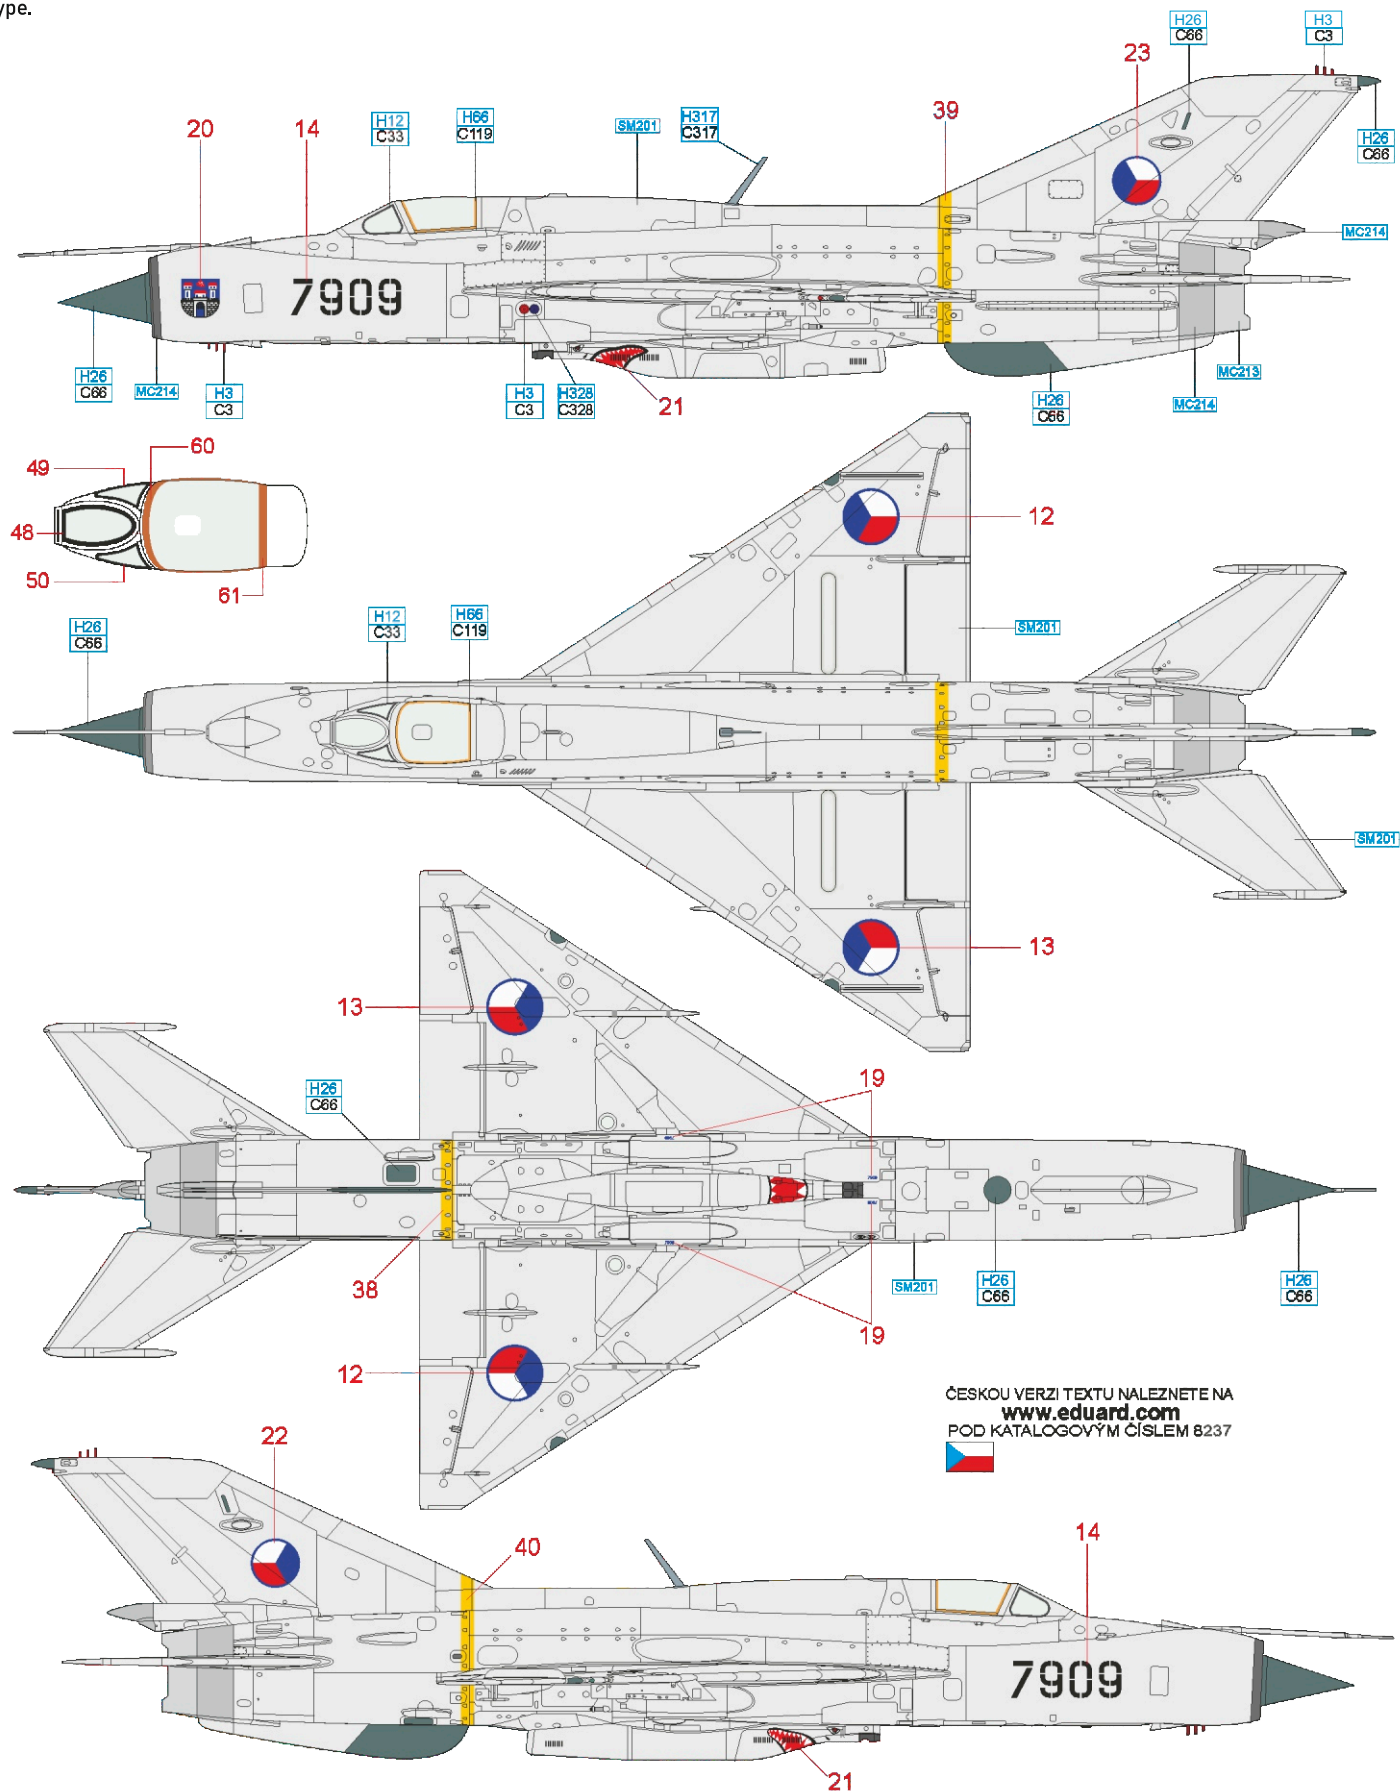 ype.
H26
C66
H3
C3
23
39
H317
C317
SM201
H66
C119
H12
C33
20
14
H26
C66
MC214
7909
H26
C66
MC214
H3
C3
H3
C3
H328
C328
21
H26
C66
MC213
MC214
60
49
48
50
61
12
H26
C66
H12
C33
H66
C119
SM201
SM201
13
13
19
H26
C66
38
SM201
H26
C66
H26
C66
19
12
ČESKOU VERZI TEXTU NALEZNETE NA
www.eduard.com
POD KATALOGOVÝM ČÍSLEM 8237
22
40
14
7909
21